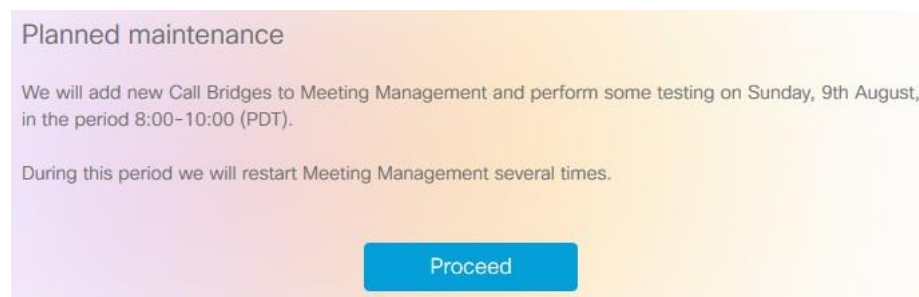 Planned maintenance
We will add new Call Bridges to Meeting Management and perform some testing on Sunday, 9th August,
in the period 8:00-10:00 (PDT).
During this period we will restart Meeting Management several times.
Proceed